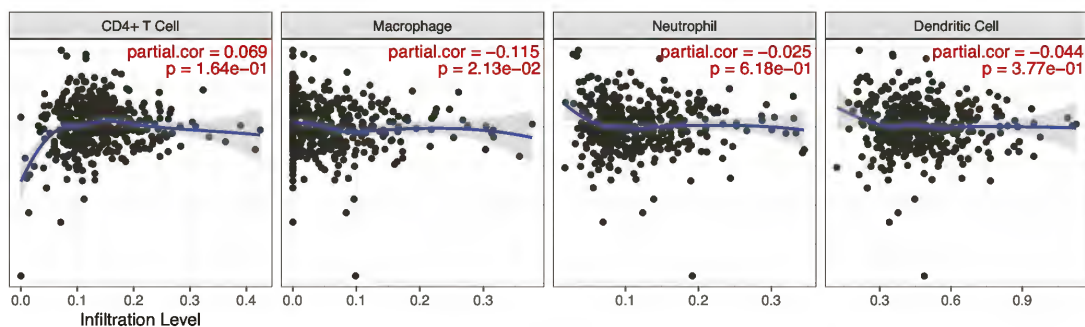 CD4+ T Cell
partial.cor = 0.069
p = 1.64e−01
Macrophage
partial.cor = −0.115
p = 2.13e−02
Neutrophil
partial.cor = −0.025
p = 6.18e−01
Dendritic Cell
partial.cor = −0.044
p = 3.77e−01
0.0 0.1 0.2 0.3 0.4
0.0 0.1 0.2 0.3
0.1 0.2 0.3
0.3 0.6 0.9
Infiltration Level